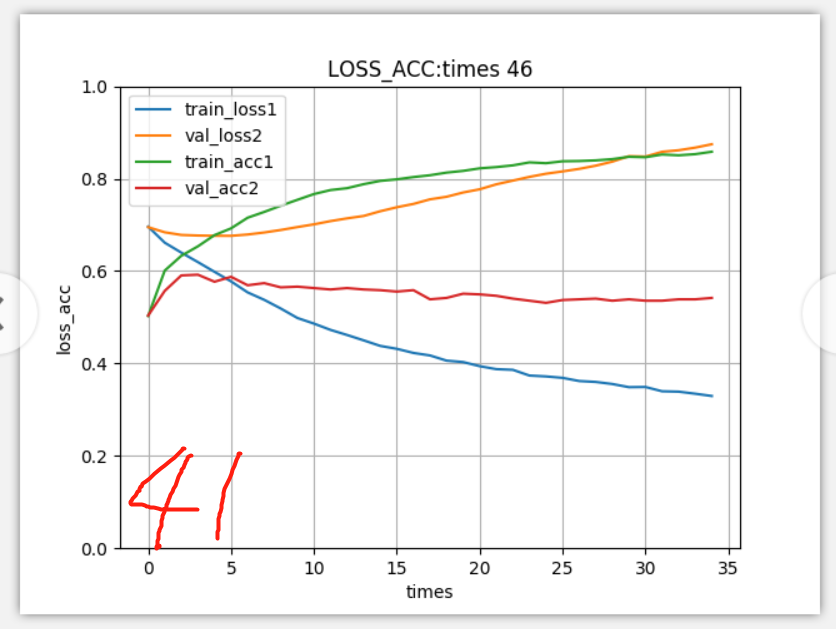 LOSS_ACC:times 46
train_loss1
val_loss2
train_acc1
val_acc2
1.0
0.8
0.6
0.4
0.2
0.0
loss_acc
0 5 10 15 20 25 30 35
times
41